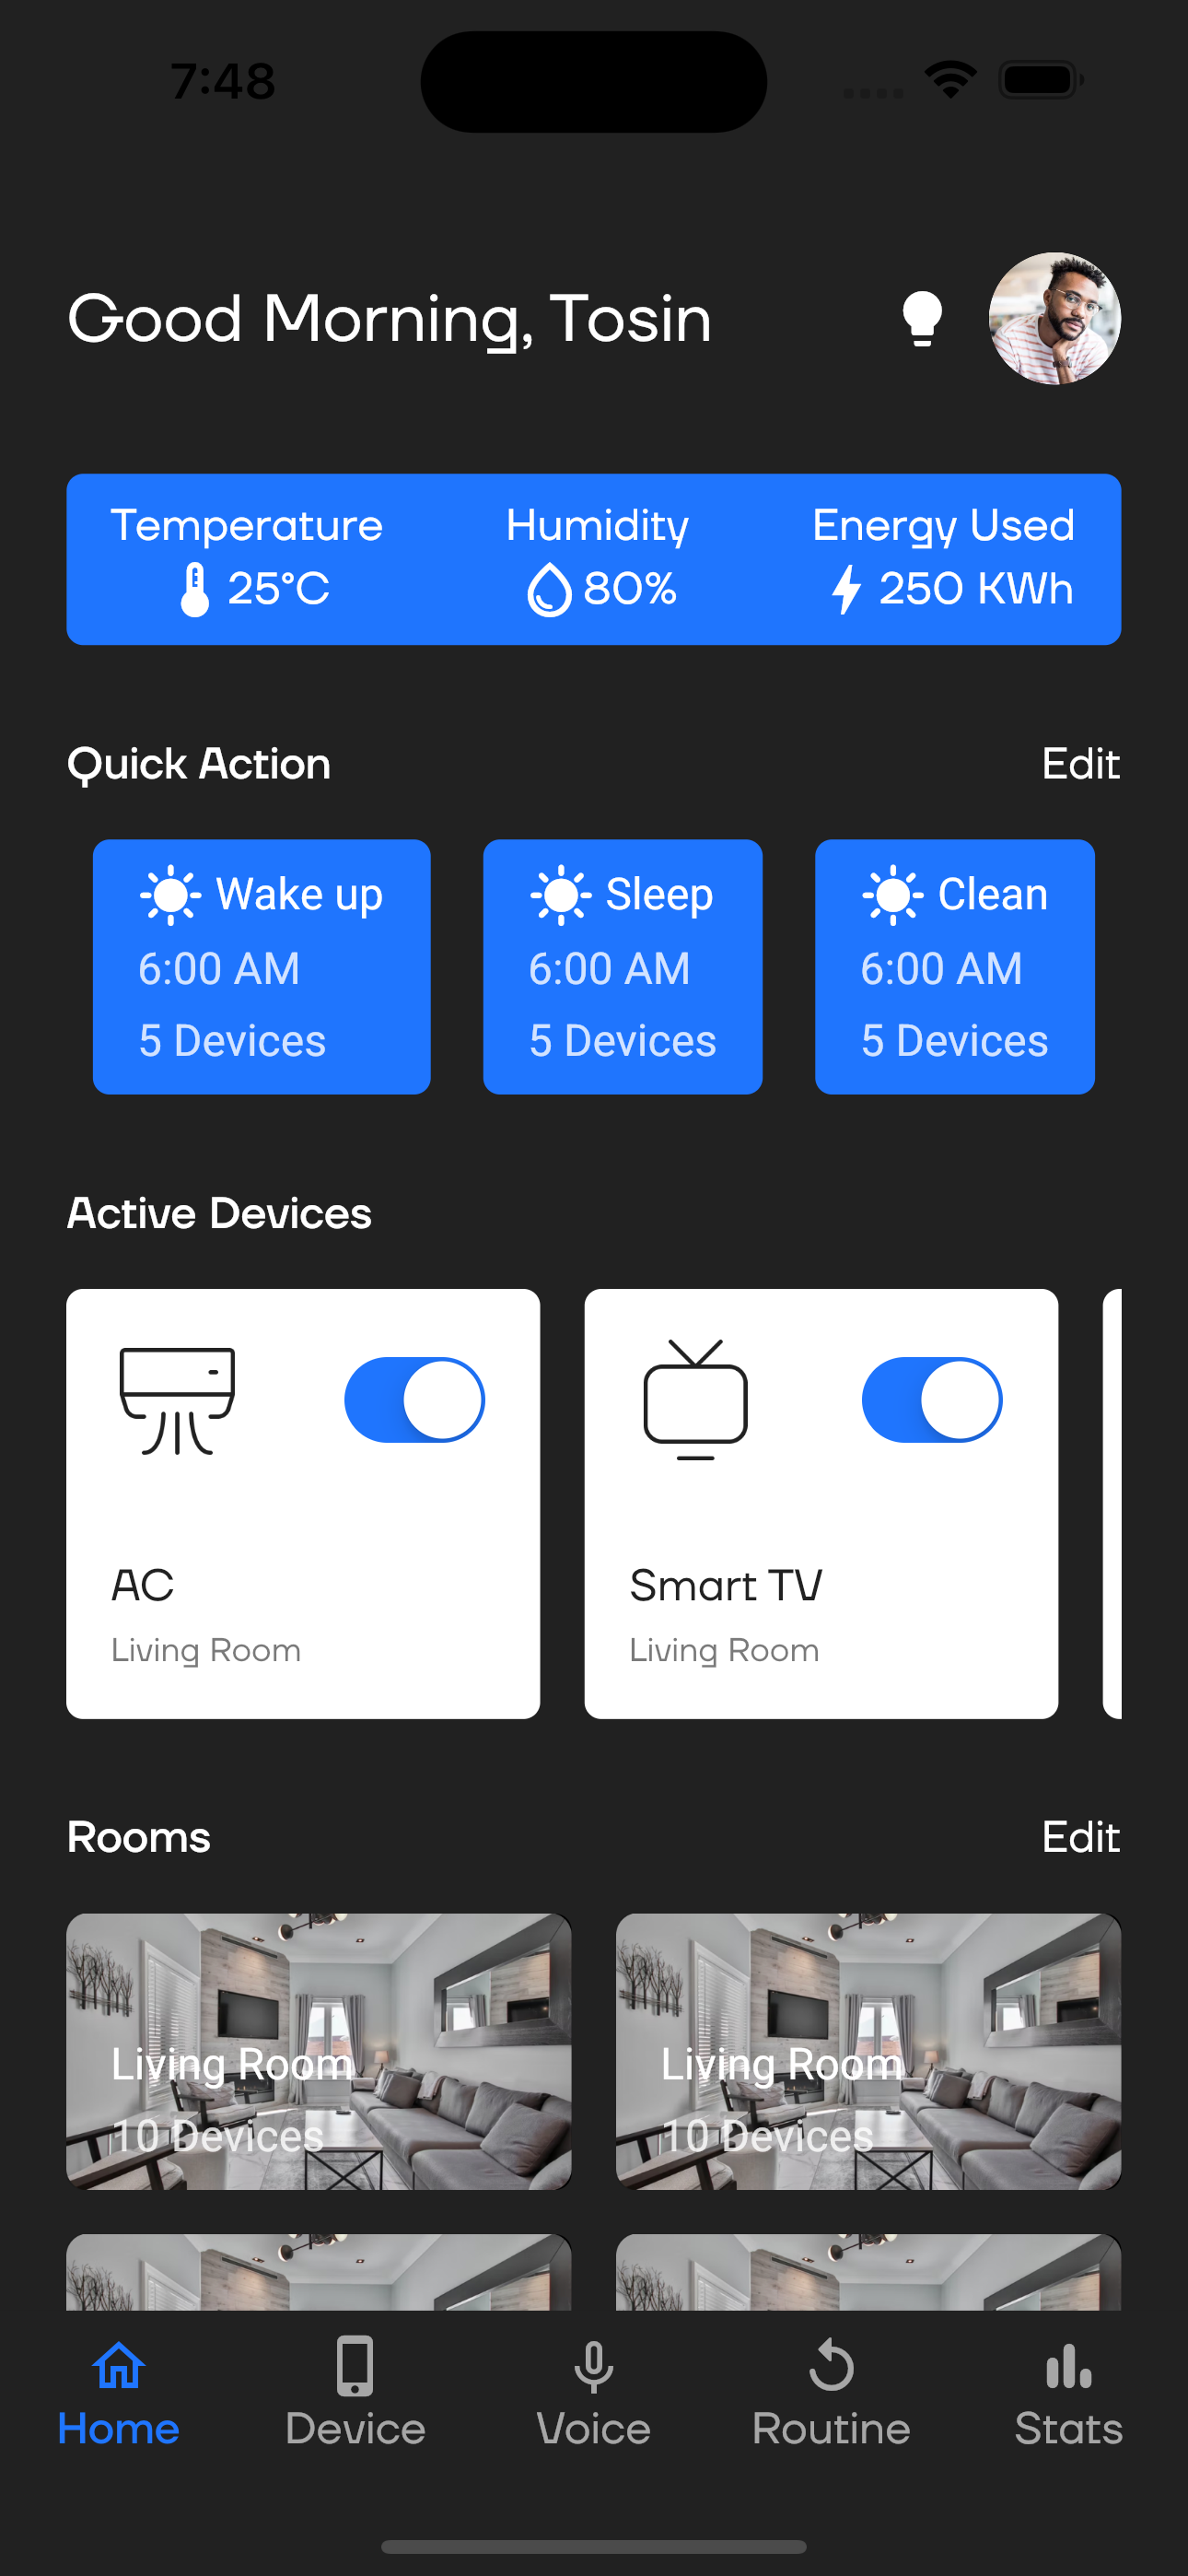 7:48
Good Morning, Tosin
Temperature Humidity Energy Used
25°C 80% 250 KWh
Quick Action Edit
Wake up Sleep Clean
6:00 AM 6:00 AM 6:00 AM
5 Devices 5 Devices 5 Devices
Active Devices
AC Smart TV
Living Room Living Room
Rooms Edit
Living Room Living Room
10 Devices 10 Devices
Home Device Voice Routine Stats